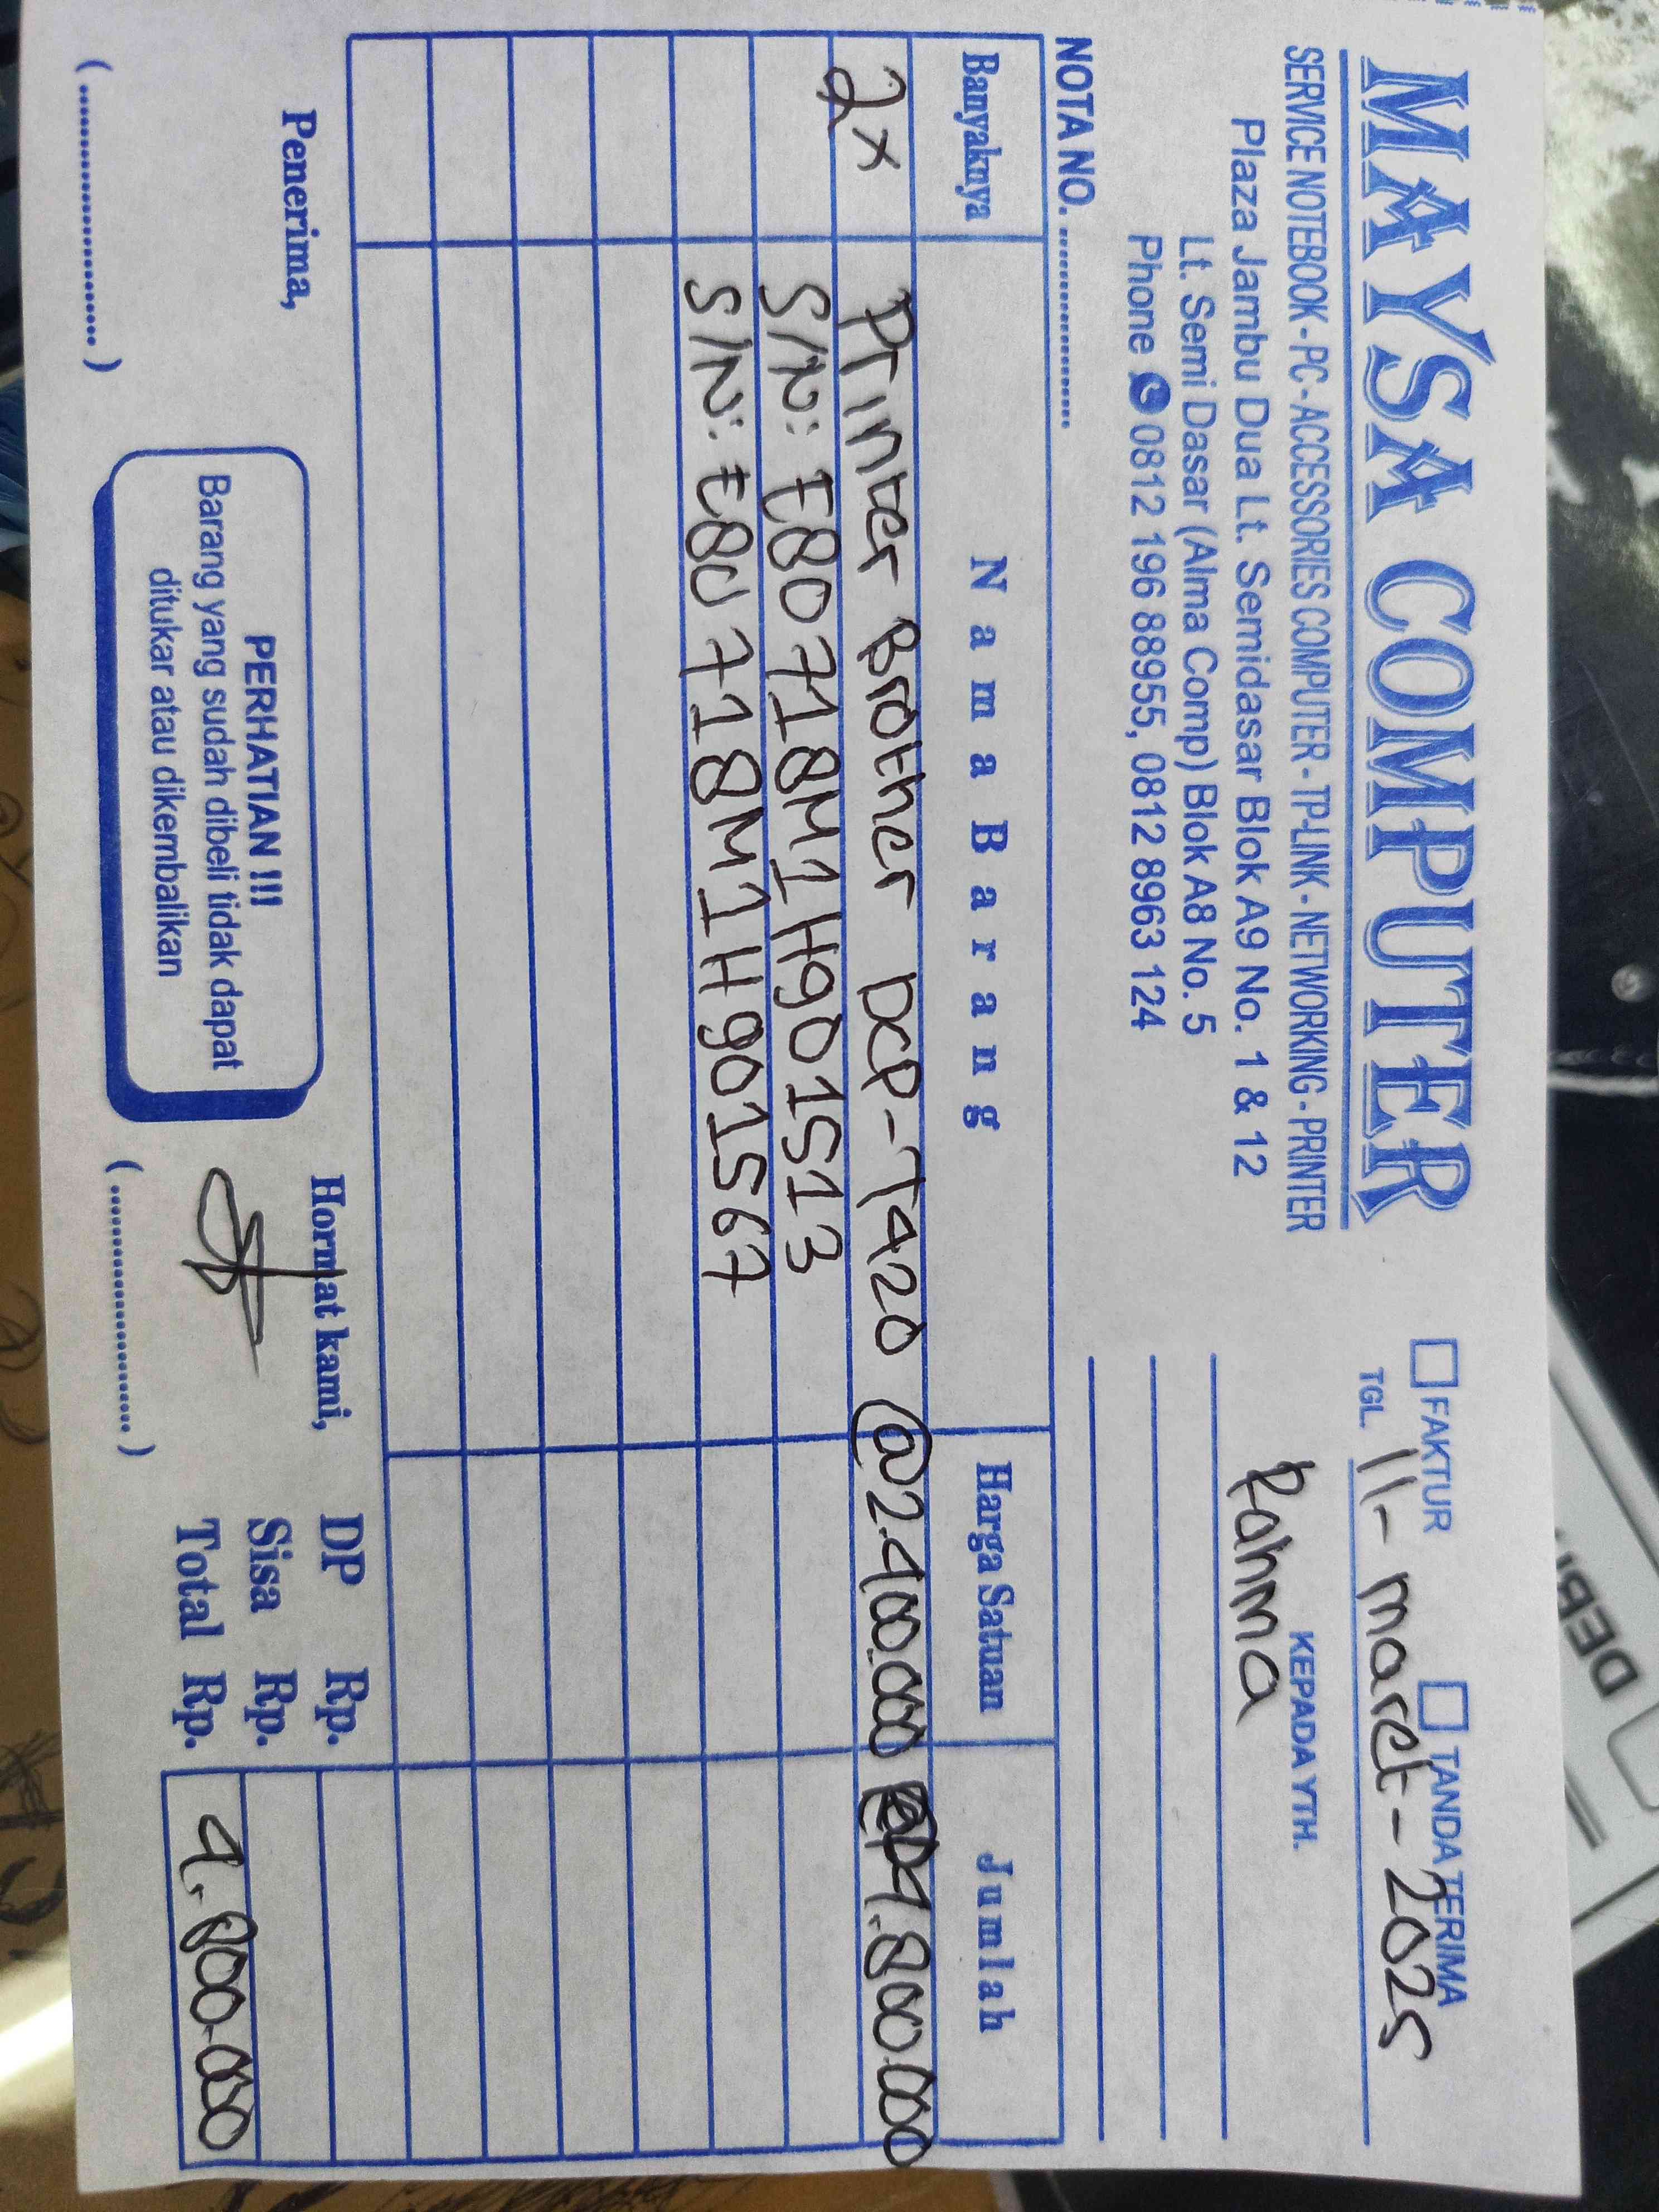 MAYSA COMPUTER
SERVICE NOTEBOOK - PC - ACCESSORIES COMPUTER - TP-LINK - NETWORKING - PRINTER
Plaza Jambu Dua Lt. Semidasar Blok A9 No. 1 & 12
Lt. Semi Dasar (Alma Comp) Blok A8 No. 5
Phone 0812 196 88955, 0812 8963 124
FAKTUR TANDA TERIMA
TGL. 11- maret - 2025
KEPADA YTH.
Rahma
NOTA NO. ....................
Banyaknya Nama Barang Harga Satuan Jumlah
2x Printer Brother DCP-T420 @2.400.000 4.800.000
S/N: E80718M1H901513
S/N: E80718M1H901567
Penerima,
Hormat kami,
DP Rp.
Sisa Rp.
Total Rp. 4.800.000
PERHATIAN !!!
Barang yang sudah dibeli tidak dapat
ditukar atau dikembalikan
(............................) (............................)
DEB